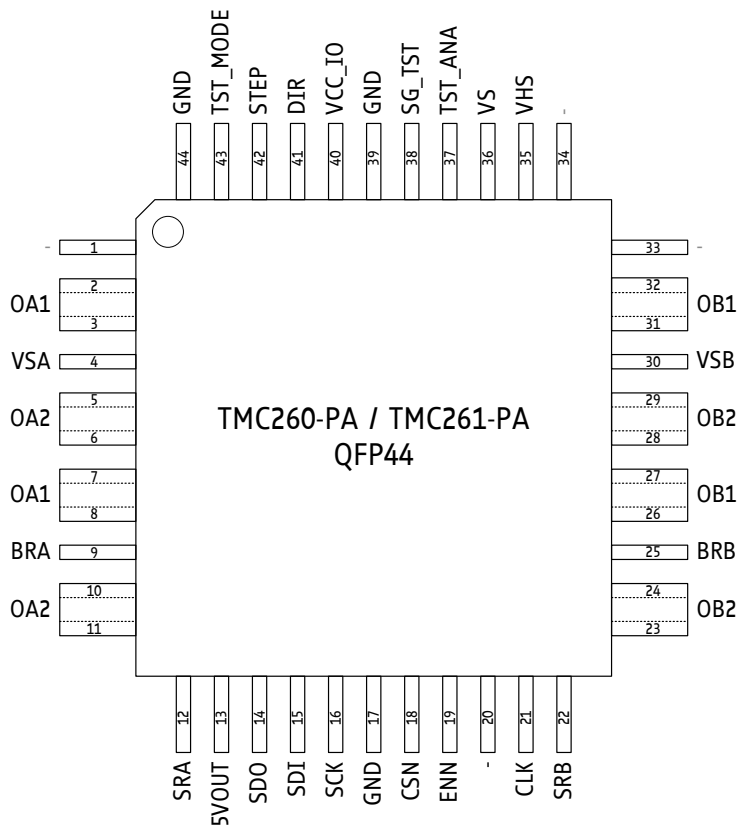 GND
TST_MODE
STEP
DIR
VCC_IO
GND
SG_TST
TST_ANA
VS
VHS
-
44
43
42
41
40
39
38
37
36
35
34
- 1
33 -
OA1 2
3
32 OB1
31
VSA 4
30 VSB
OA2 5
6
29 OB2
28
TMC260-PA / TMC261-PA
QFP44
OA1 7
8
27 OB1
26
BRA 9
25 BRB
OA2 10
11
24 OB2
23
12
13
14
15
16
17
18
19
20
21
22
SRA
5VOUT
SDO
SDI
SCK
GND
CSN
ENN
-
CLK
SRB